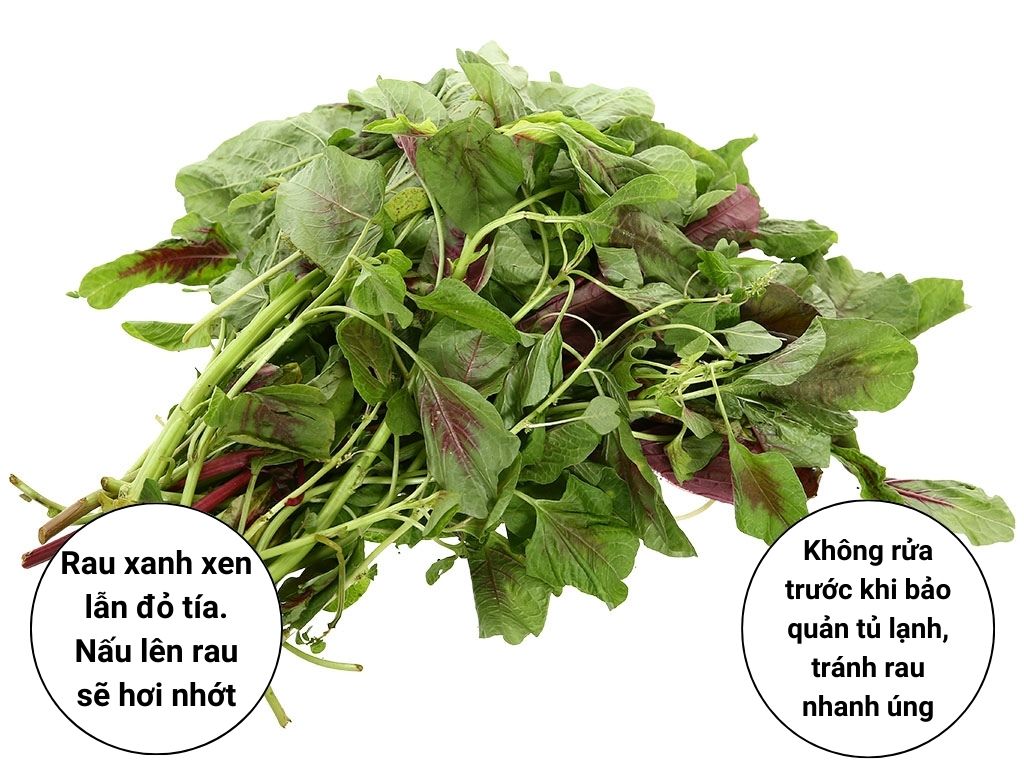 Rau xanh xen
lẫn đỏ tía.
Nấu lên rau
sẽ hơi nhớt
Không rửa
trước khi bảo
quản tủ lạnh,
tránh rau
nhanh úng